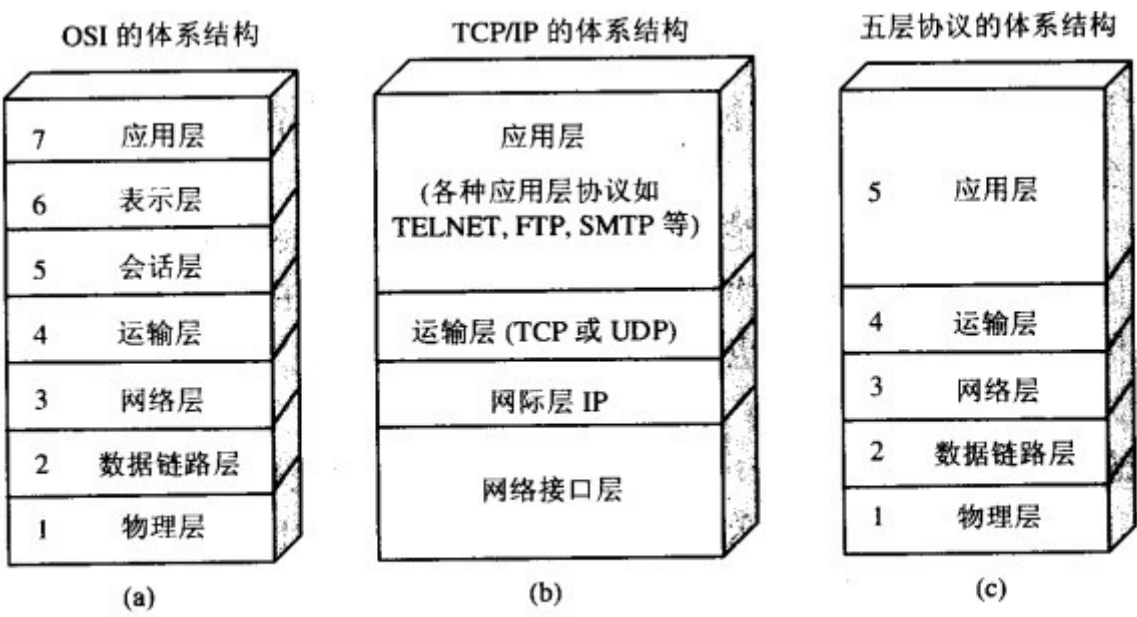 OSI 的体系结构
7 应用层
6 表示层
5 会话层
4 运输层
3 网络层
2 数据链路层
1 物理层
(a)
TCP/IP 的体系结构
应用层
(各种应用层协议如
TELNET, FTP, SMTP 等)
运输层 (TCP 或 UDP)
网际层 IP
网络接口层
(b)
五层协议的体系结构
5 应用层
4 运输层
3 网络层
2 数据链路层
1 物理层
(c)